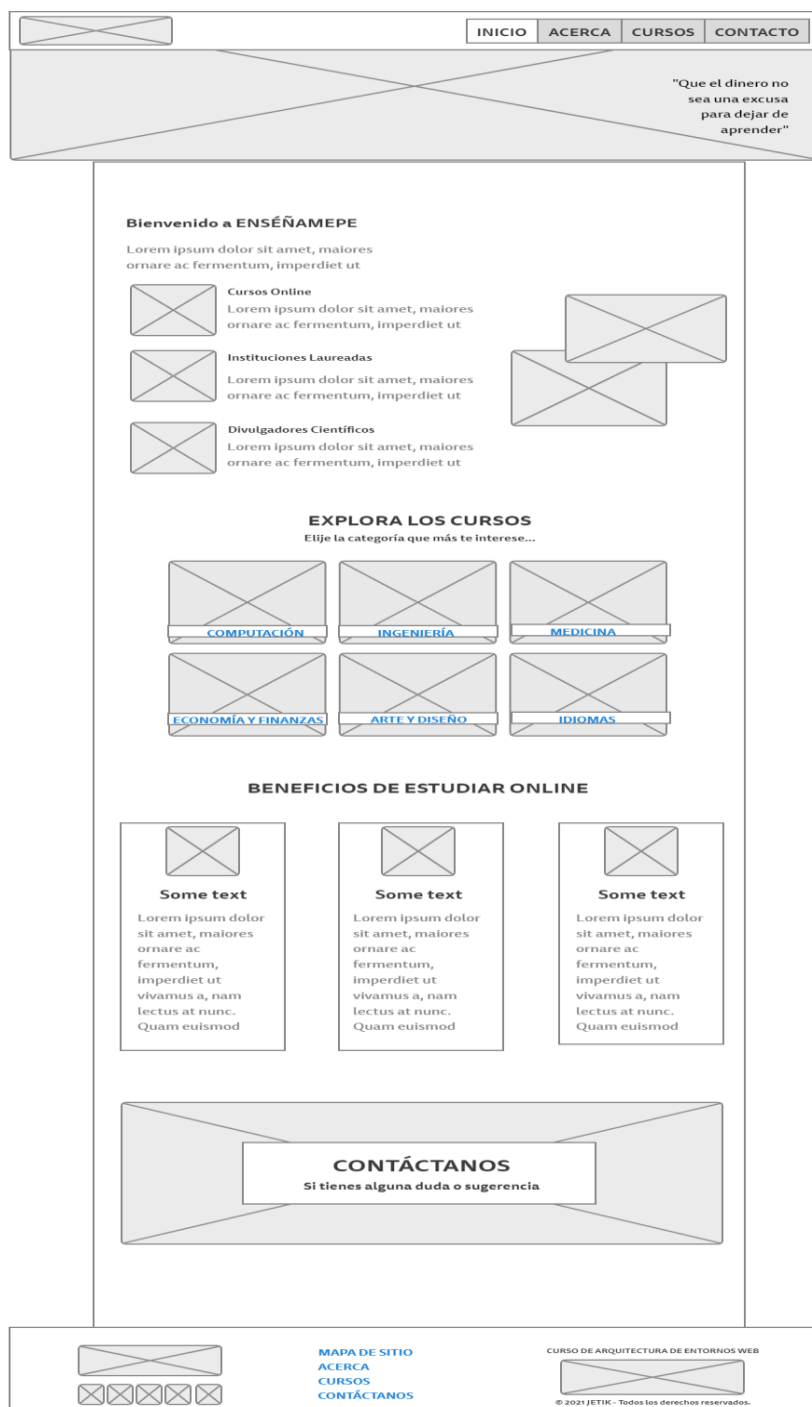 INICIO ACERCA CURSOS CONTACTO
"Que el dinero no
sea una excusa
para dejar de
aprender"
Bienvenido a ENSÉÑAMEPE
Lorem ipsum dolor sit amet, maiores
ornare ac fermentum, imperdiet ut
Cursos Online
Lorem ipsum dolor sit amet, maiores
ornare ac fermentum, imperdiet ut
Instituciones Laureadas
Lorem ipsum dolor sit amet, maiores
ornare ac fermentum, imperdiet ut
Divulgadores Científicos
Lorem ipsum dolor sit amet, maiores
ornare ac fermentum, imperdiet ut
EXPLORA LOS CURSOS
Elije la categoría que más te interese...
COMPUTACIÓN
INGENIERÍA
MEDICINA
ECONOMÍA Y FINANZAS
ARTE Y DISEÑO
IDIOMAS
BENEFICIOS DE ESTUDIAR ONLINE
Some text
Lorem ipsum dolor
sit amet, maiores
ornare ac
fermentum,
imperdiet ut
vivamus a, nam
lectus at nunc.
Quam euismod
Some text
Lorem ipsum dolor
sit amet, maiores
ornare ac
fermentum,
imperdiet ut
vivamus a, nam
lectus at nunc.
Quam euismod
Some text
Lorem ipsum dolor
sit amet, maiores
ornare ac
fermentum,
imperdiet ut
vivamus a, nam
lectus at nunc.
Quam euismod
CONTÁCTANOS
Si tienes alguna duda o sugerencia
MAPA DE SITIO
ACERCA
CURSOS
CONTÁCTANOS
CURSO DE ARQUITECTURA DE ENTORNOS WEB
© 2021 JETIK - Todos los derechos reservados.